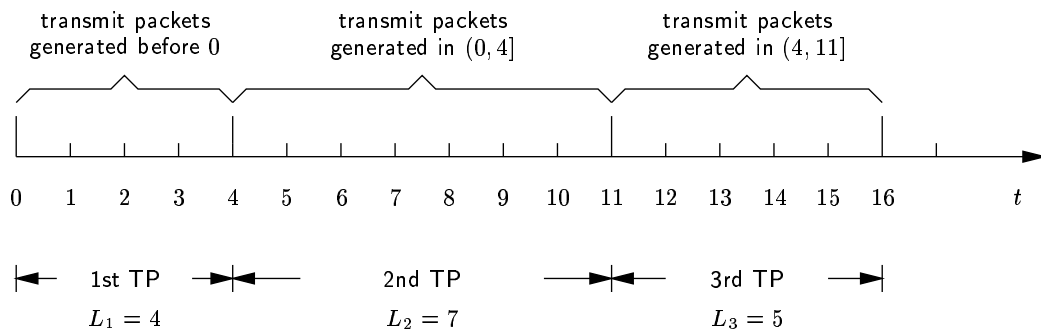 transmit packets
generated before 0
transmit packets
generated in (0, 4]
transmit packets
generated in (4, 11]
0 1 2 3 4 5 6 7 8 9 10 11 12 13 14 15 16 t
1st TP 2nd TP 3rd TP
L₁ = 4 L₂ = 7 L₃ = 5